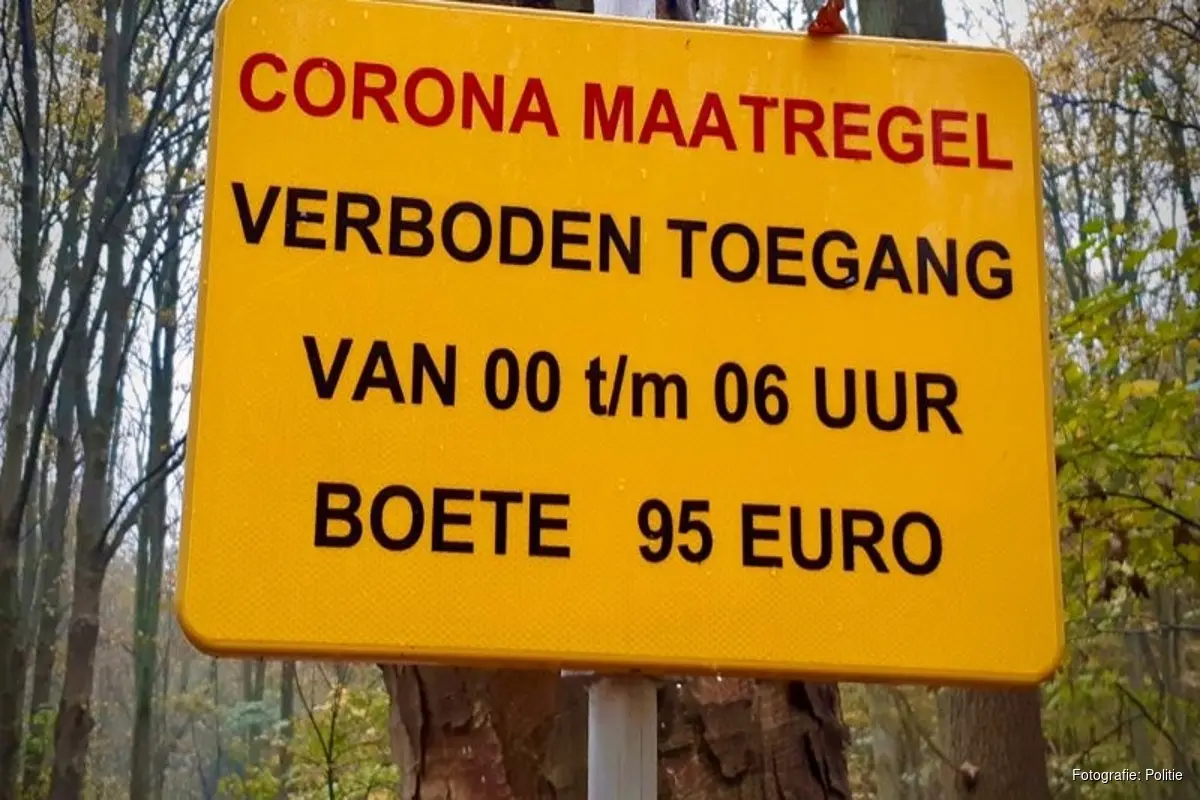 CORONA MAATREGEL
VERBODEN TOEGANG
VAN 00 t/m 06 UUR
BOETE 95 EURO
Fotografie: Politie